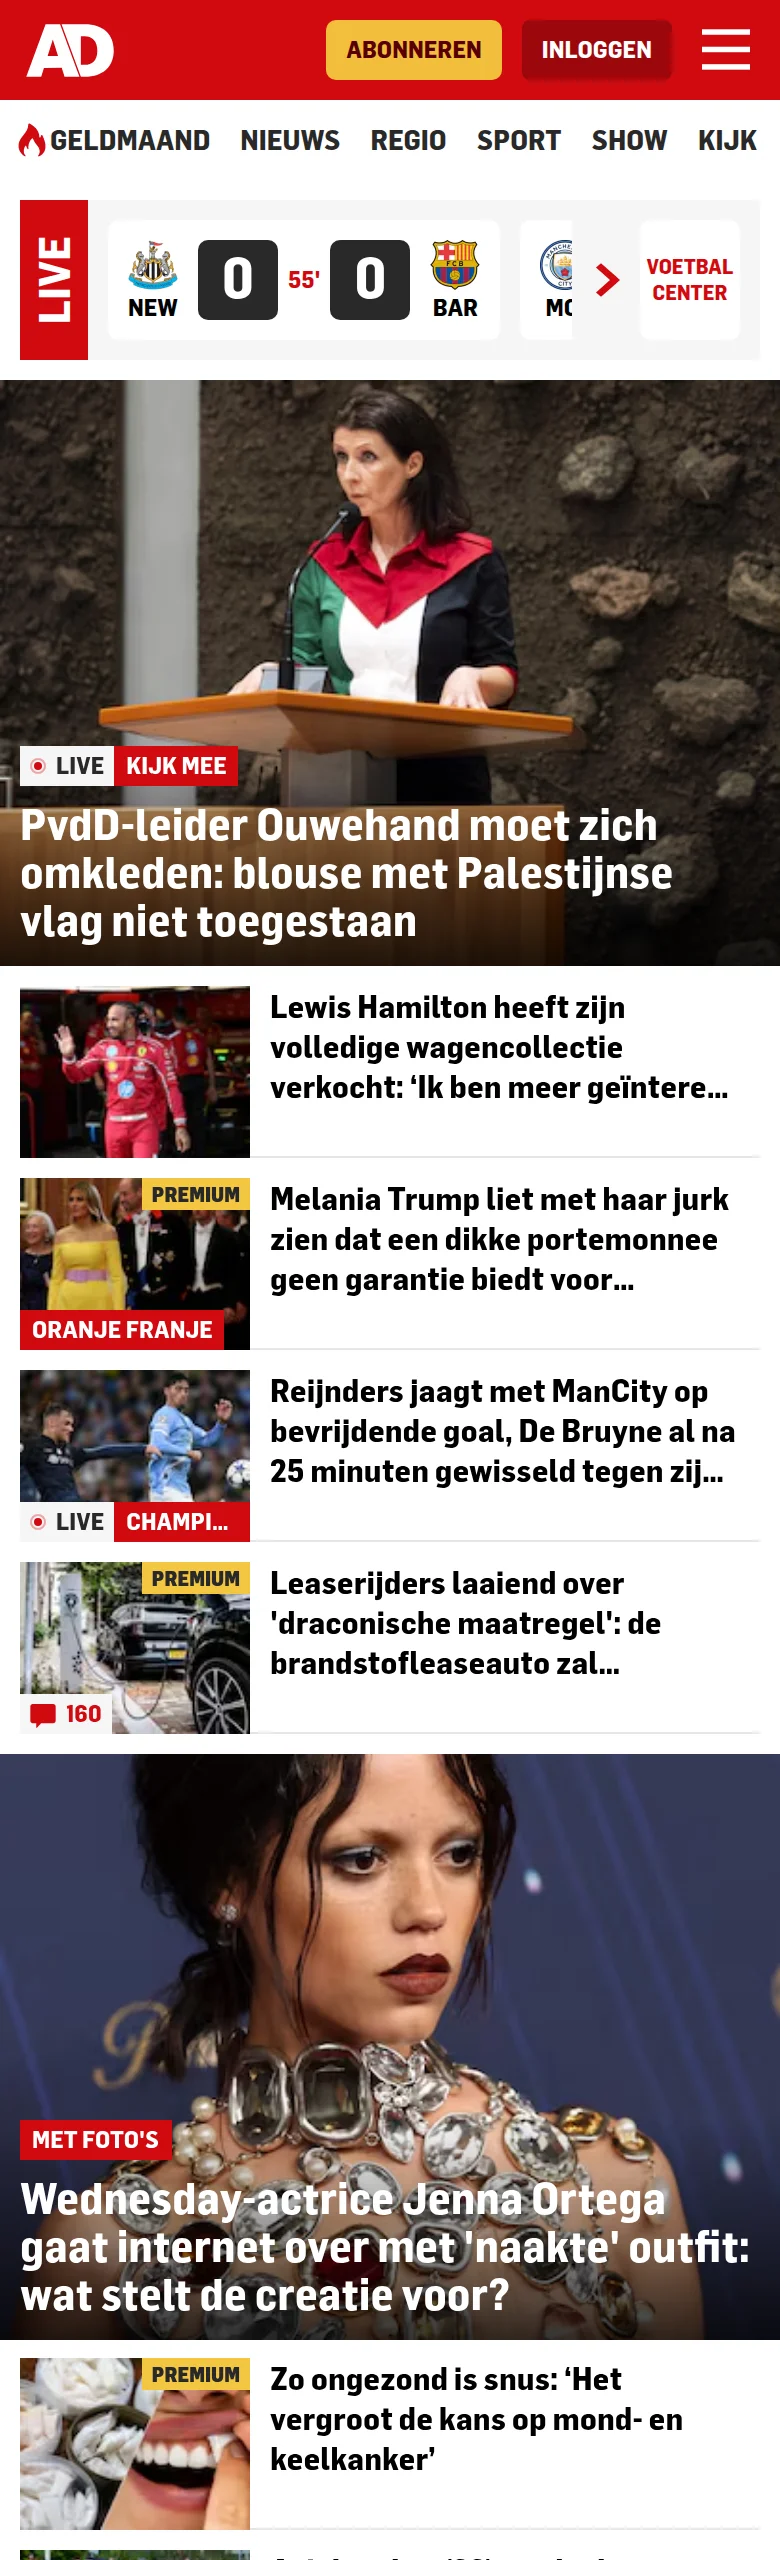 AD
ABONNEREN
INLOGGEN
GELDMAAND NIEUWS REGIO SPORT SHOW KIJK
LIVE
NEW
0
55'
0
BAR
VOETBAL
CENTER
LIVE KIJK MEE
PvdD-leider Ouwehand moet zich
omkleden: blouse met Palestijnse
vlag niet toegestaan
Lewis Hamilton heeft zijn
volledige wagencollectie
verkocht: ‘Ik ben meer geïntere...
PREMIUM
ORANJE FRANJE
Melania Trump liet met haar jurk
zien dat een dikke portemonnee
geen garantie biedt voor...
LIVE CHAMPI...
Reijnders jaagt met ManCity op
bevrijdende goal, De Bruyne al na
25 minuten gewisseld tegen zij...
PREMIUM
160
Leaserijders laaiend over
'draconische maatregel': de
brandstofleaseauto zal...
MET FOTO'S
Wednesday-actrice Jenna Ortega
gaat internet over met 'naakte' outfit:
wat stelt de creatie voor?
PREMIUM
Zo ongezond is snus: ‘Het
vergroot de kans op mond- en
keelkanker’